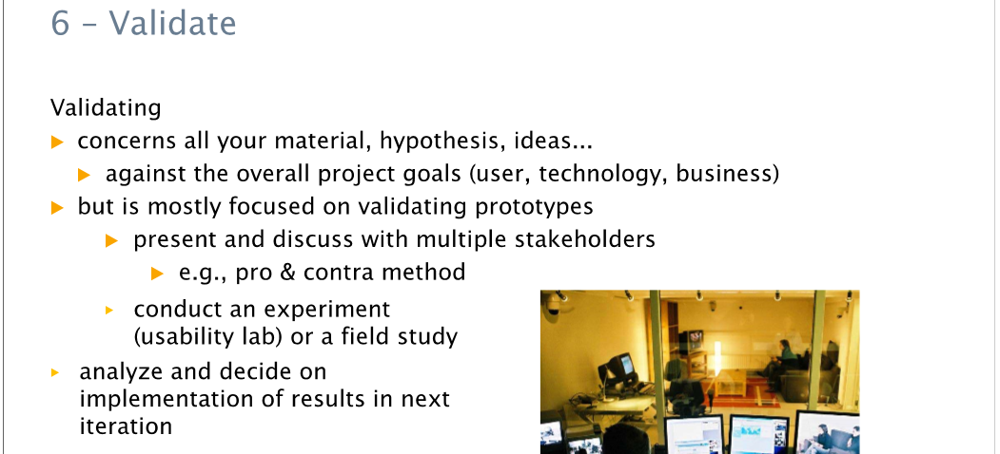 6 – Validate
Validating
concerns all your material, hypothesis, ideas...
against the overall project goals (user, technology, business)
but is mostly focused on validating prototypes
present and discuss with multiple stakeholders
e.g., pro & contra method
conduct an experiment
(usability lab) or a field study
analyze and decide on
implementation of results in next
iteration